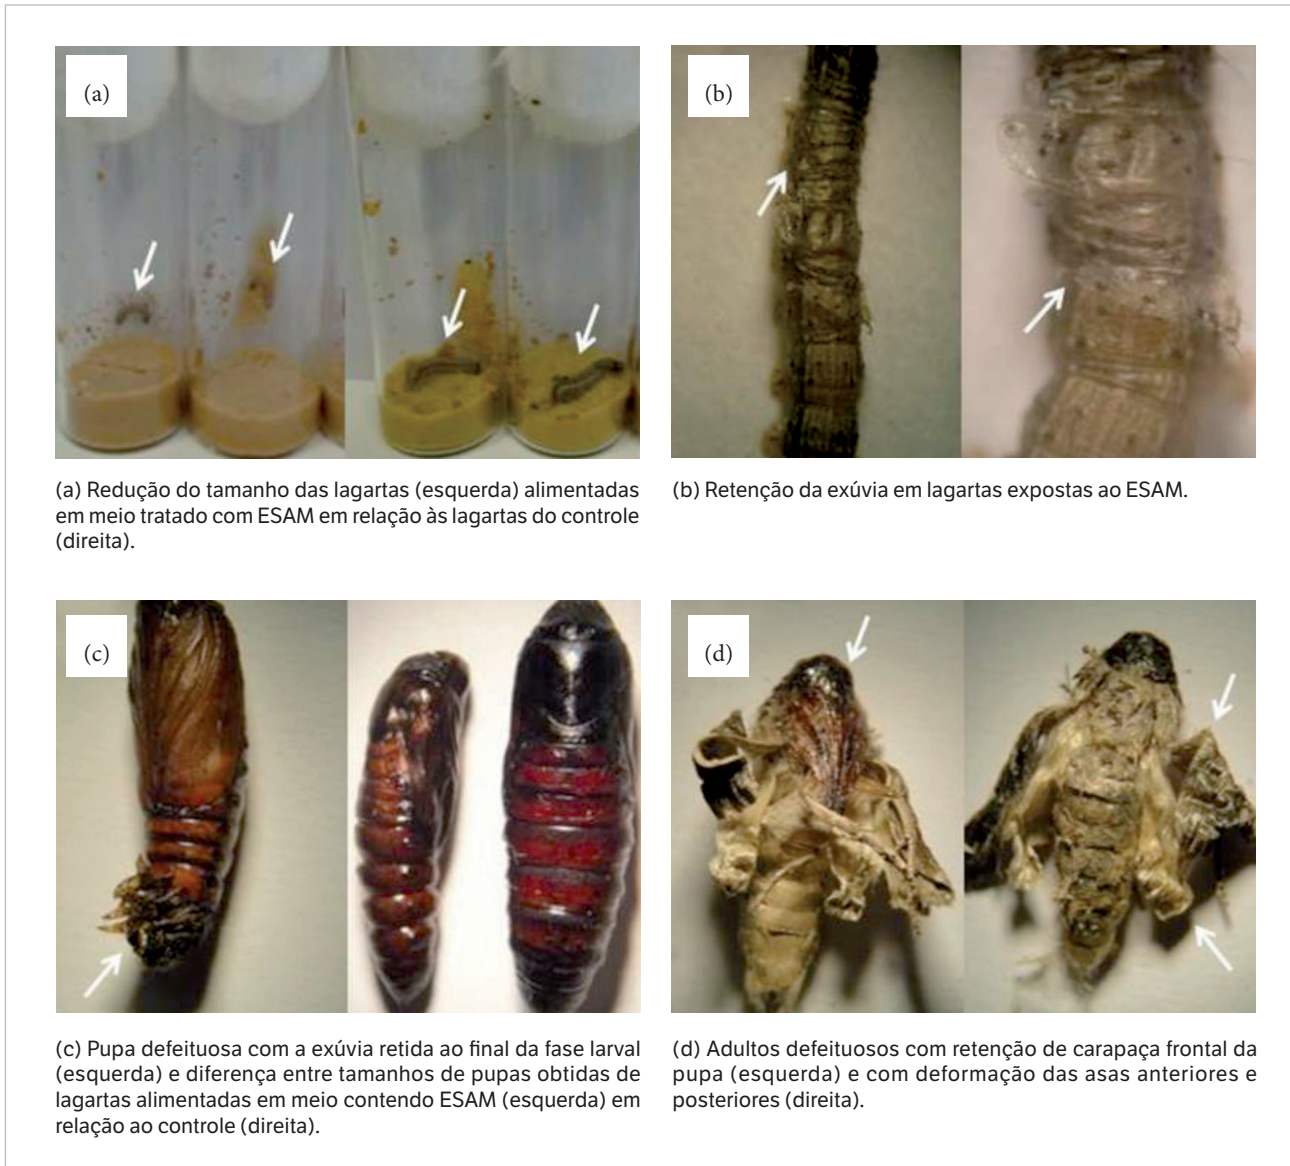 (a)
(b)
(a) Redução do tamanho das lagartas (esquerda) alimentadas
em meio tratado com ESAM em relação às lagartas do controle
(direita).
(b) Retenção da exúvia em lagartas expostas ao ESAM.
(c)
(d)
(c) Pupa defeituosa com a exúvia retida ao final da fase larval
(esquerda) e diferença entre tamanhos de pupas obtidas de
lagartas alimentadas em meio contendo ESAM (esquerda) em
relação ao controle (direita).
(d) Adultos defeituosos com retenção de carapaça frontal da
pupa (esquerda) e com deformação das asas anteriores e
posteriores (direita).